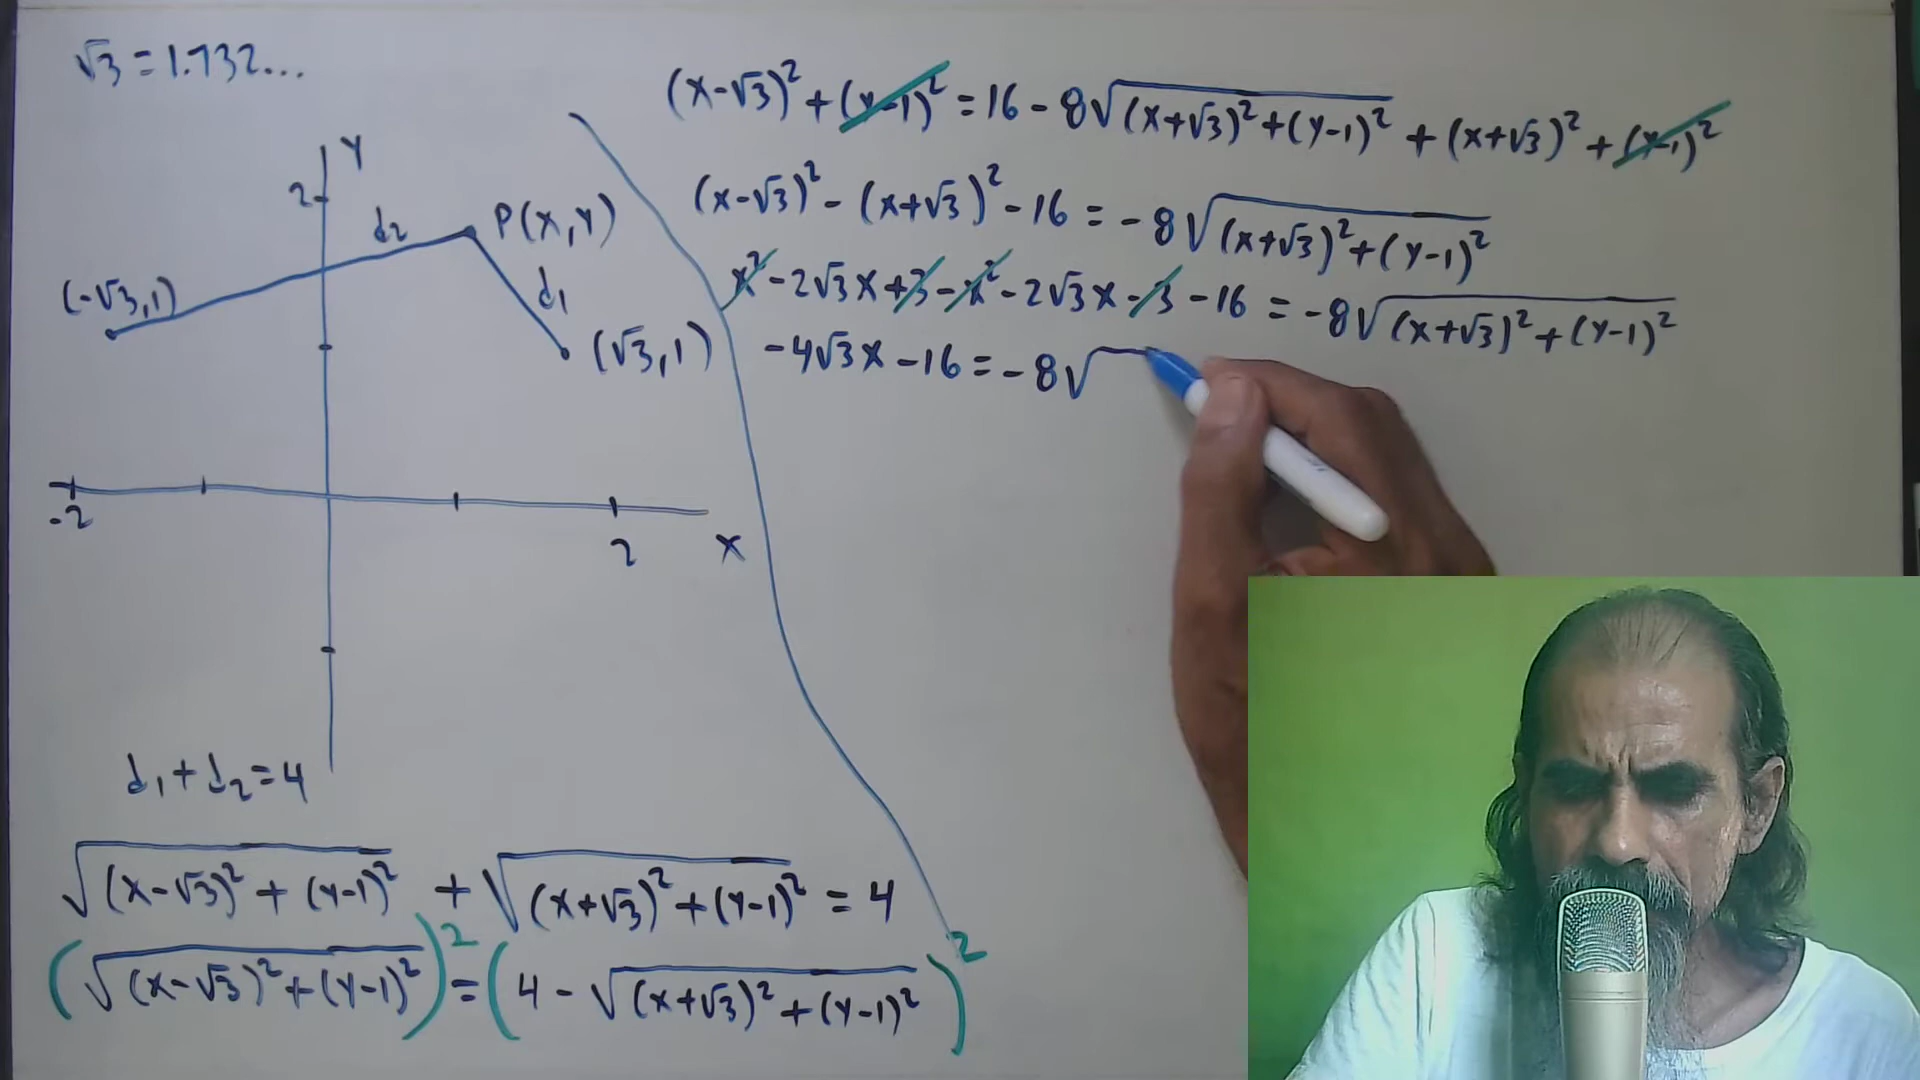 √3 = 1.732...
Y
2
d2
P(X,Y)
(-√3,1)
d1
(√3,1)
-2
2
X
d1+d2=4
√((X-√3)²+(Y-1)²) + √((X+√3)²+(Y-1)²) = 4
(√((X-√3)²+(Y-1)²))² = (4-√((X+√3)²+(Y-1)²))²
(X-√3)²+(Y-1)² = 16-8√((X+√3)²+(Y-1)²)+(X+√3)²+(Y-1)²
(X-√3)²-(X+√3)²-16 = -8√((X+√3)²+(Y-1)²)
X²-2√3X+3-X²-2√3X-3-16 = -8√((X+√3)²+(Y-1)²)
-4√3X-16=-8√